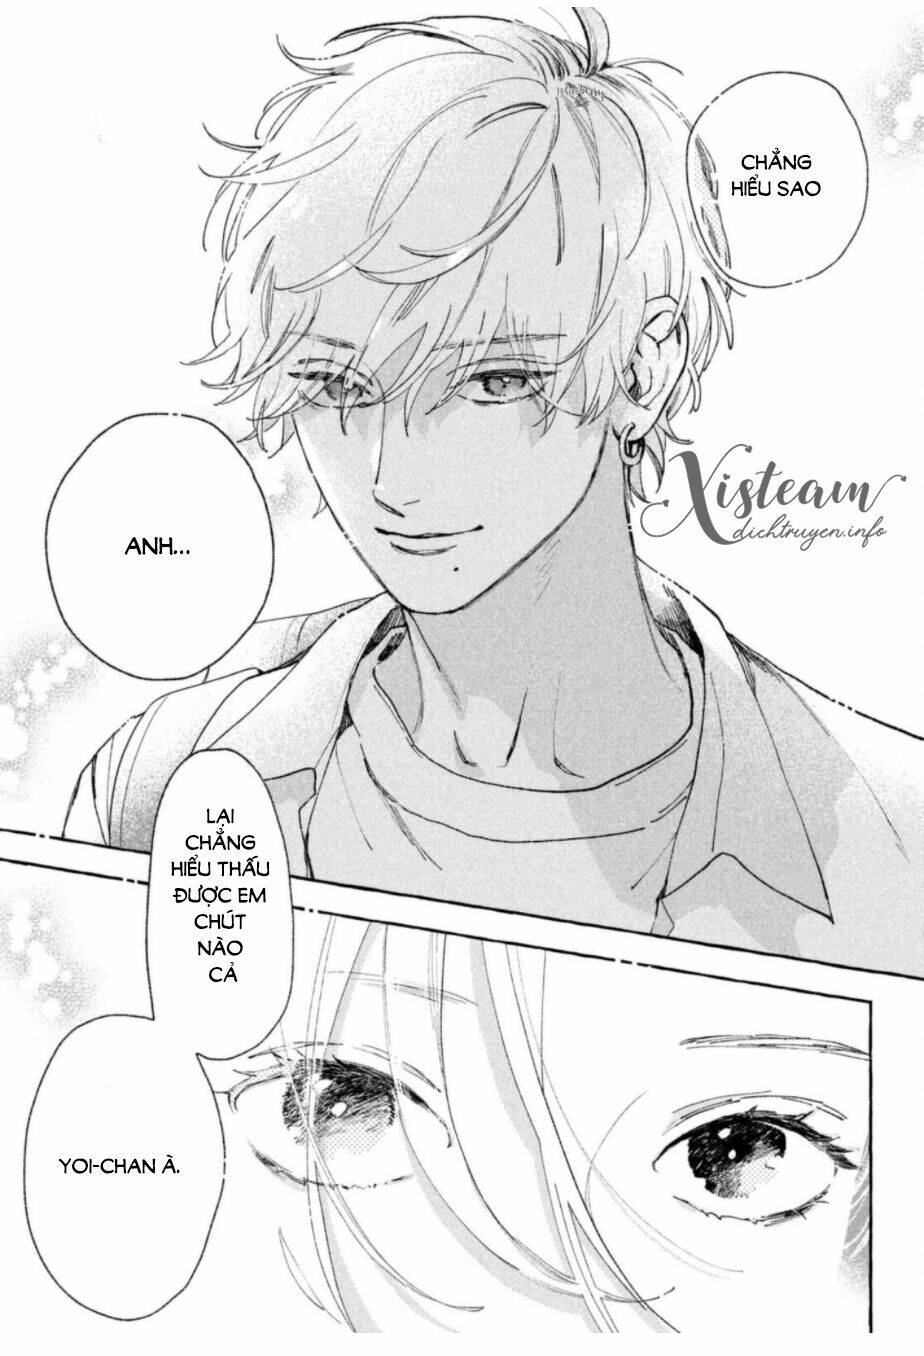 CHẲNG
HIỂU SAO
ANH...
Xisteam
dichtruyen.info
LẠI
CHẲNG
HIỂU THẤU
ĐƯỢC EM
CHÚT
NÀO
CẢ
YOI-CHAN À.